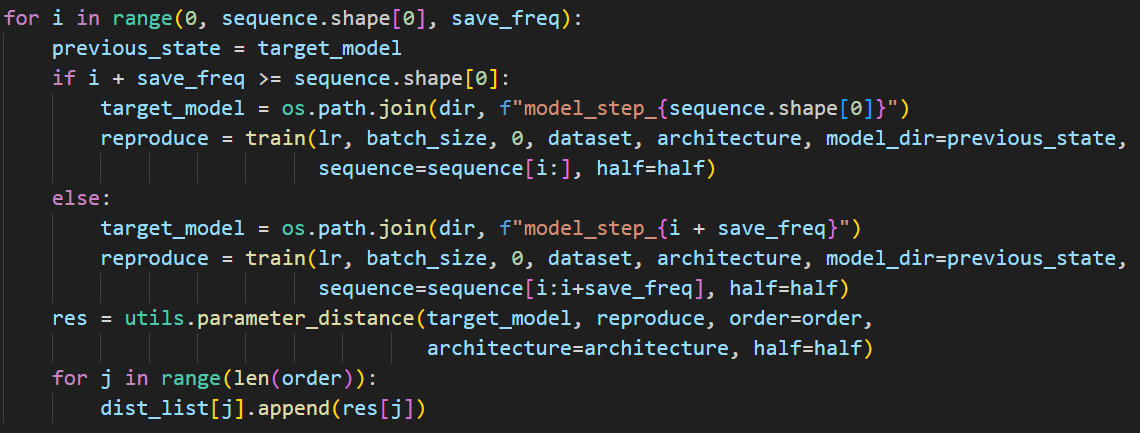 for i in range(0, sequence.shape[0], save_freq):
    previous_state = target_model
    if i + save_freq >= sequence.shape[0]:
        target_model = os.path.join(dir, f"model_step_{sequence.shape[0]}")
        reproduce = train(lr, batch_size, 0, dataset, architecture, model_dir=previous_state,
                          sequence=sequence[i:], half=half)
    else:
        target_model = os.path.join(dir, f"model_step_{i + save_freq}")
        reproduce = train(lr, batch_size, 0, dataset, architecture, model_dir=previous_state,
                          sequence=sequence[i:i+save_freq], half=half)
    res = utils.parameter_distance(target_model, reproduce, order=order,
                                   architecture=architecture, half=half)
    for j in range(len(order)):
        dist_list[j].append(res[j])